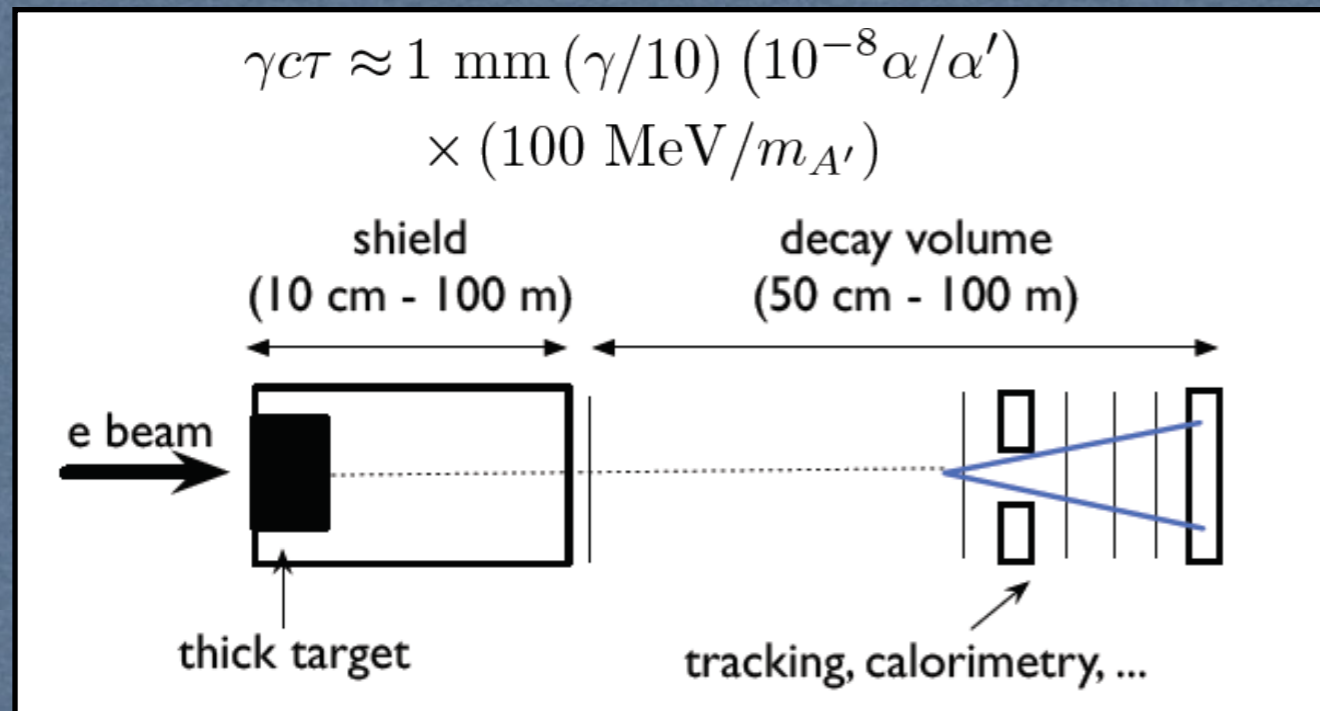 γcτ ≈ 1 mm (γ/10) (10⁻⁸α/α′)
× (100 MeV/m_{A′})
shield
(10 cm - 100 m)
decay volume
(50 cm - 100 m)
e beam
thick target
tracking, calorimetry, ...